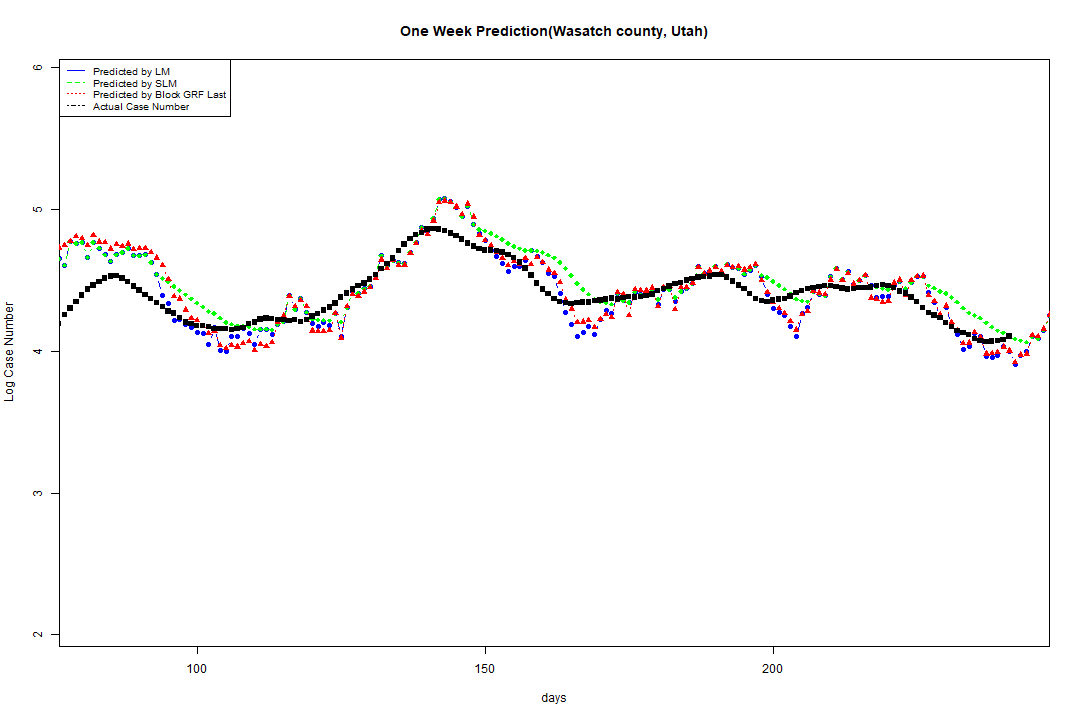 One Week Prediction(Wasatch county, Utah)
Predicted by LM
Predicted by SLM
Predicted by Block GRF Last
Actual Case Number
6
5
4
3
2
Log Case Number
100 150 200
days